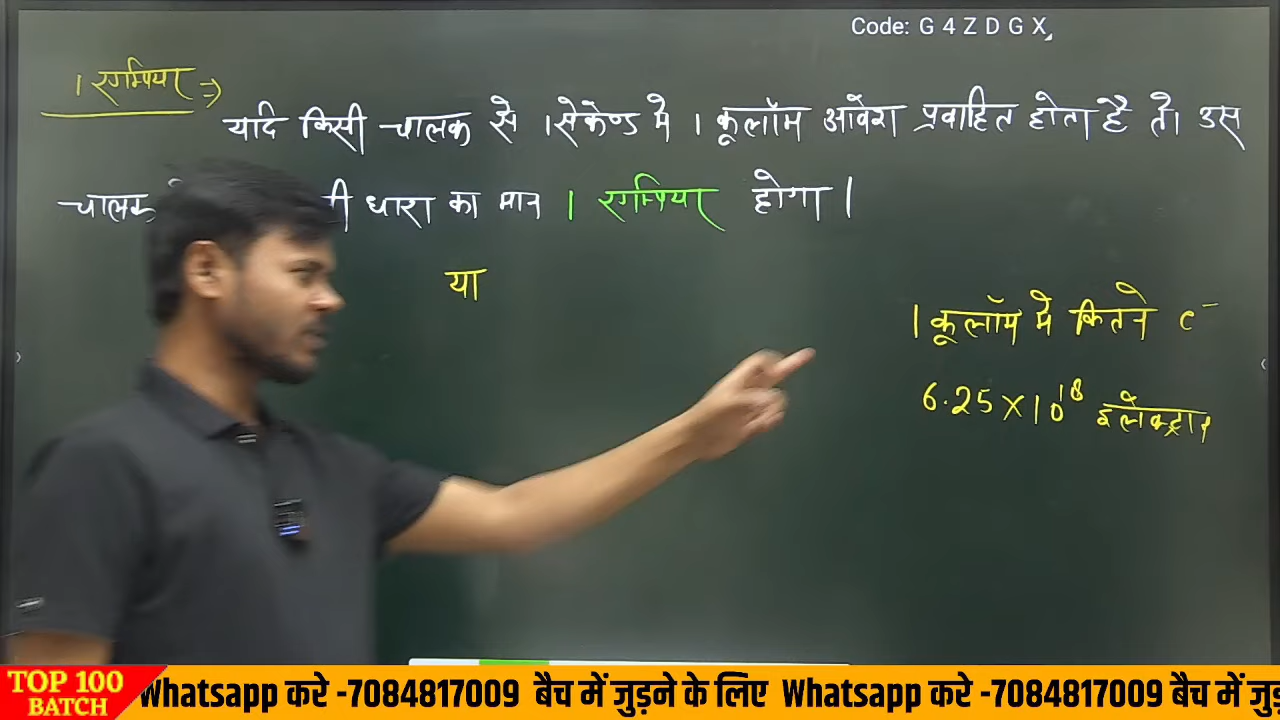 Code: G 4 Z D G X
1 एम्पियर ⇒
यदि किसी चालक से 1 सेकेण्ड मे 1 कूलॉम आवेश प्रवाहित होता है तो उस
चालक धारा का मान 1 एम्पियर होगा |
या
1 कूलॉम मे कितने e⁻
6.25 × 10¹⁸ इलेक्ट्रान
TOP 100
BATCH
Whatsapp करे -7084817009 बैच में जुड़ने के लिए Whatsapp करे -7084817009 बैच में